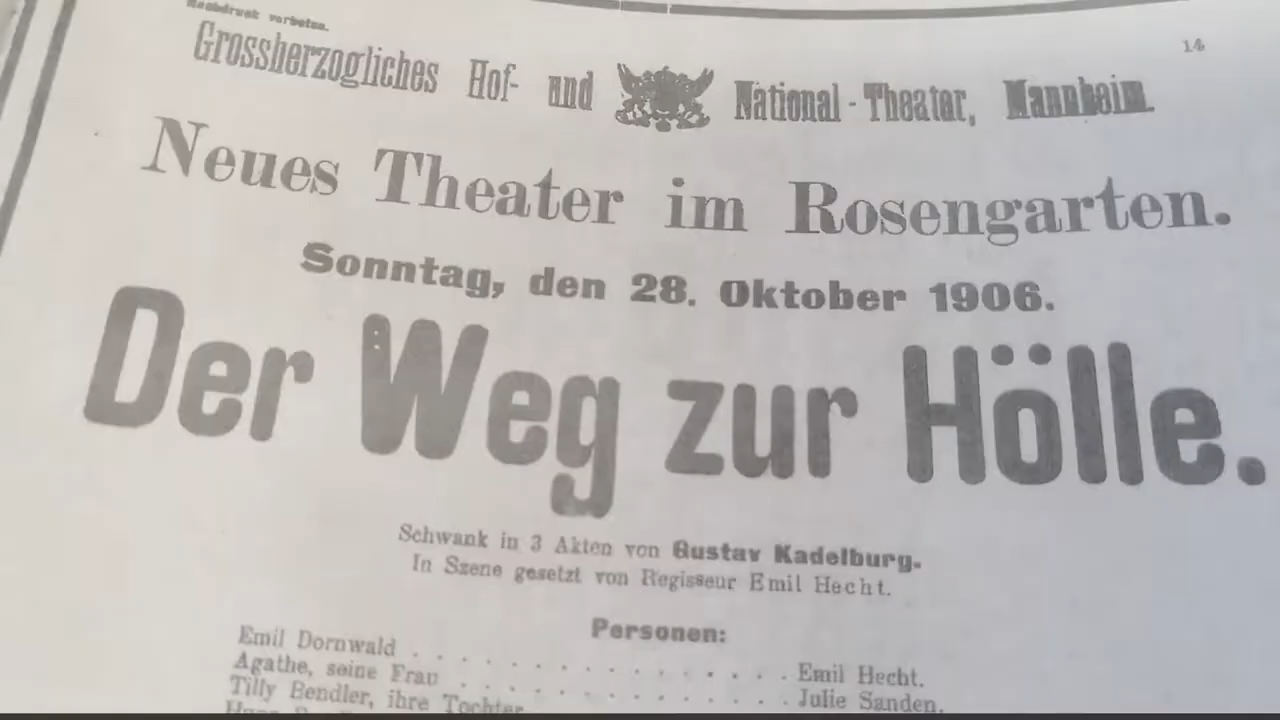 Nachdruck verboten.
14
Grossherzogliches Hof- und National-Theater, Mannheim.
Neues Theater im Rosengarten.
Sonntag, den 28. Oktober 1906.
Der Weg zur Hölle.
Schwank in 3 Akten von Gustav Kadelburg.
In Szene gesetzt von Regisseur Emil Hecht.
Personen:
Emil Dornwald . . . . . . . . . . . . . . Emil Hecht.
Agathe, seine Frau . . . . . . . . . . . . . Julie Sanden.
Tilly Bendler, ihre Tochter